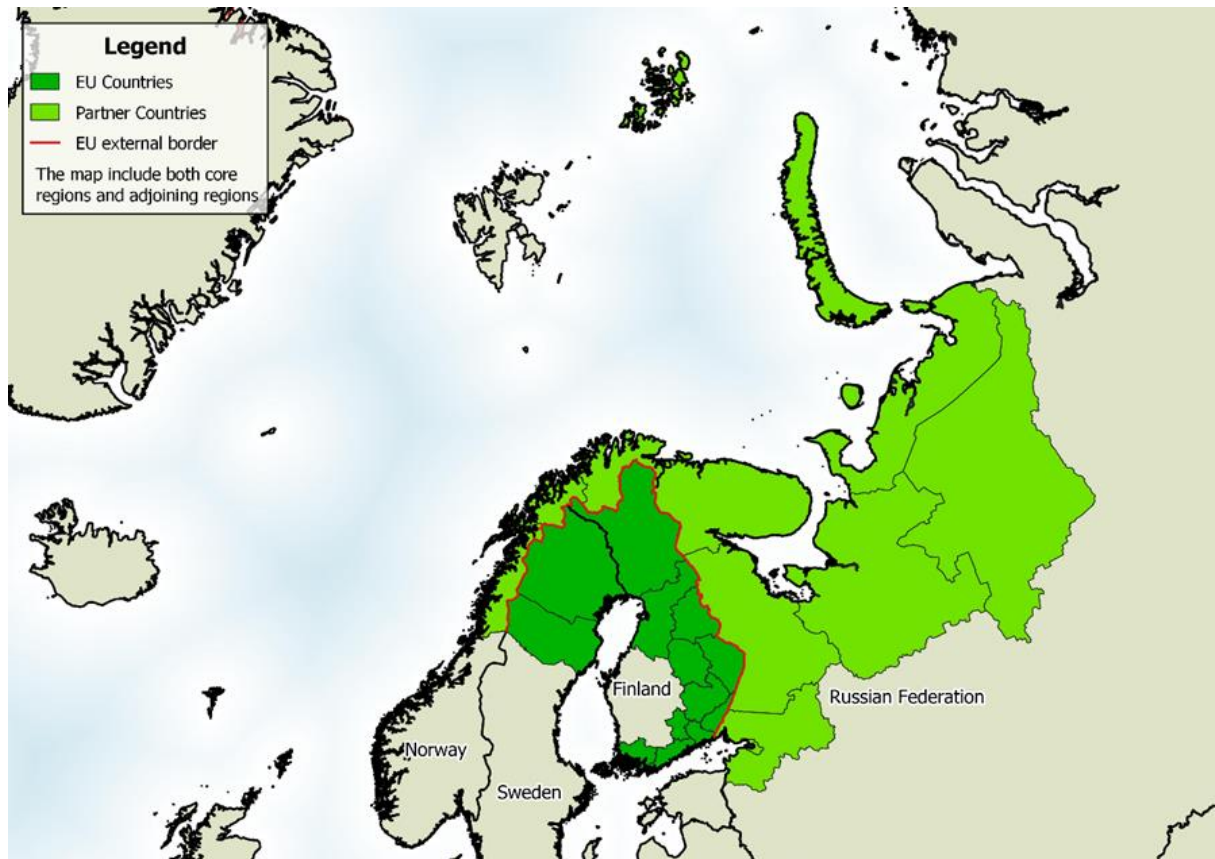 Legend
EU Countries
Partner Countries
EU external border
The map include both core
regions and adjoining regions
Finland
Russian Federation
Norway
Sweden